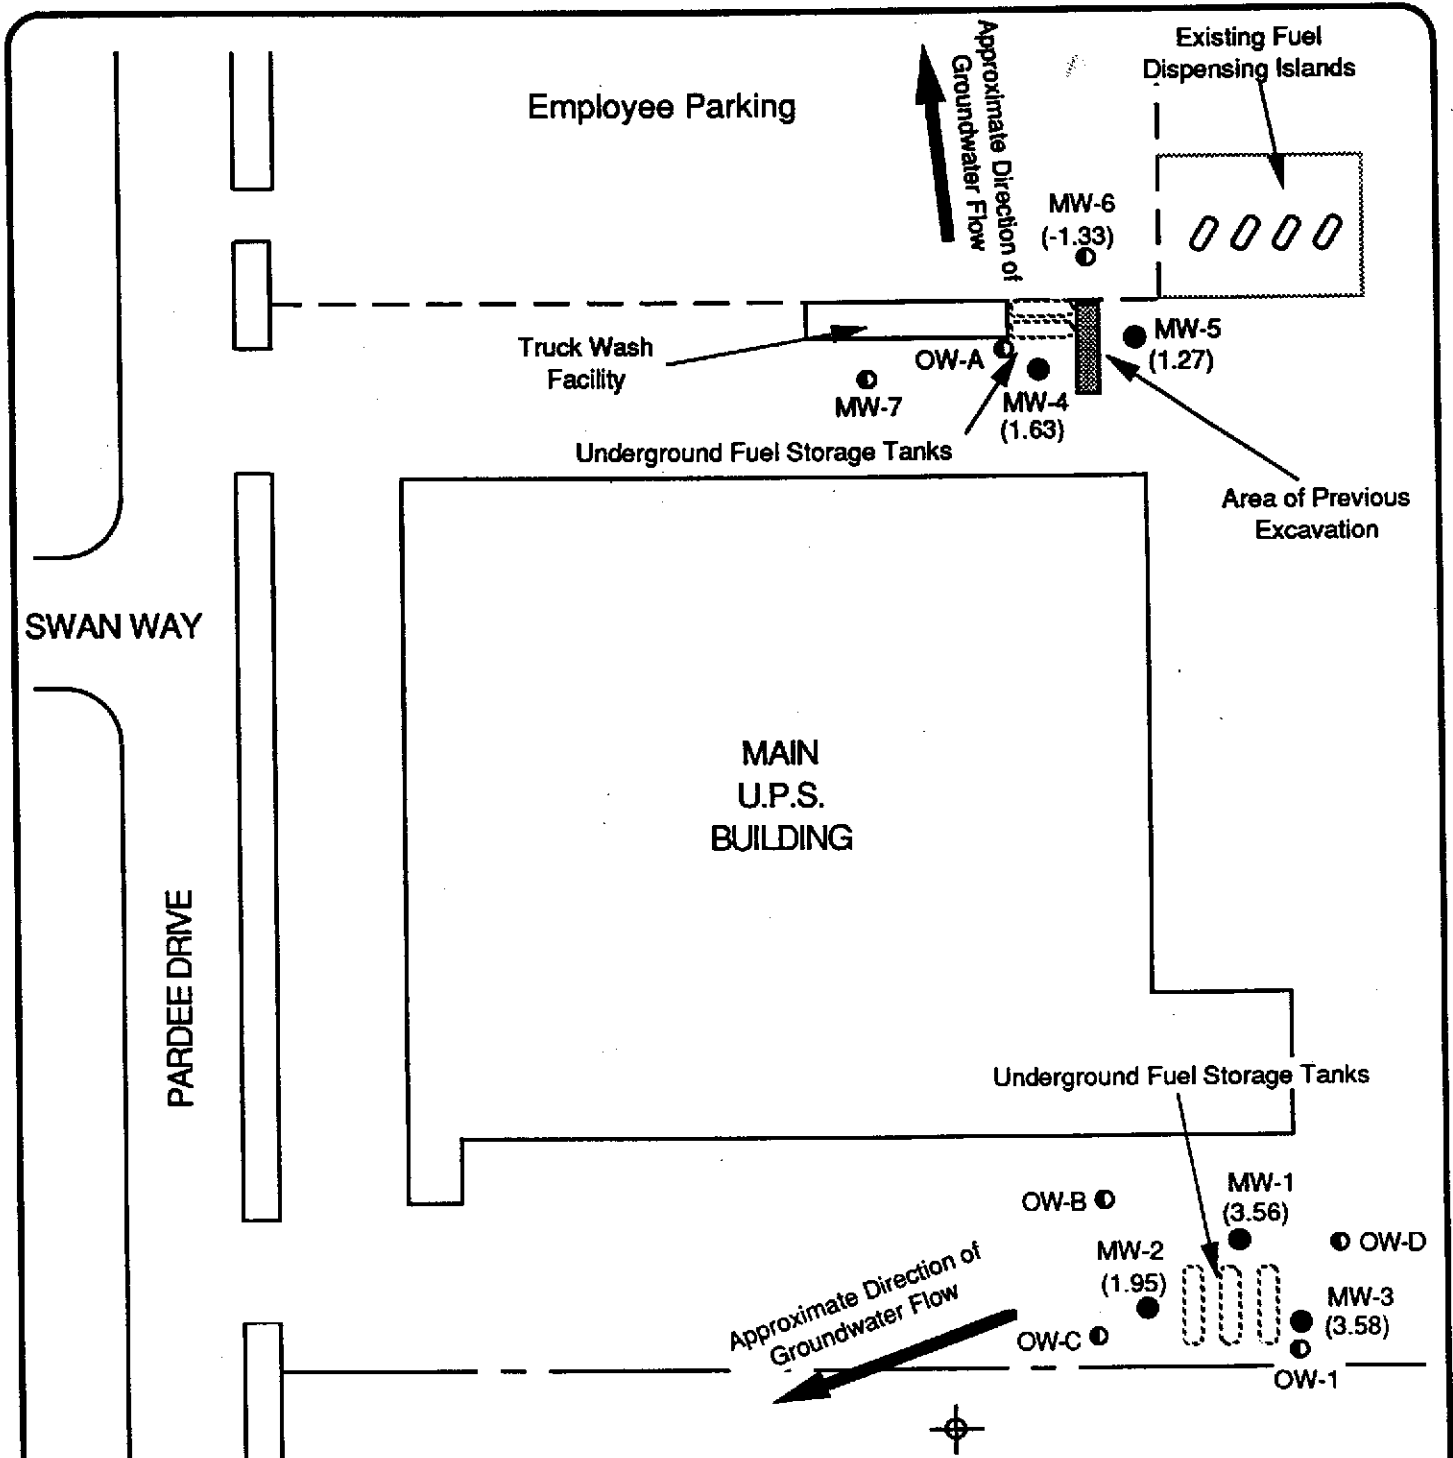 Existing Fuel
Dispensing Islands
Employee Parking
Approximate Direction of
Groundwater Flow
MW-6
(-1.33)
MW-5
(1.27)
Truck Wash
Facility
OW-A
MW-7
MW-4
(1.63)
Underground Fuel Storage Tanks
Area of Previous
Excavation
SWAN WAY
MAIN
U.P.S.
BUILDING
PARDEE DRIVE
Underground Fuel Storage Tanks
OW-B
MW-1
(3.56)
OW-D
MW-2
(1.95)
MW-3
(3.58)
Approximate Direction of
Groundwater Flow
OW-C
OW-1